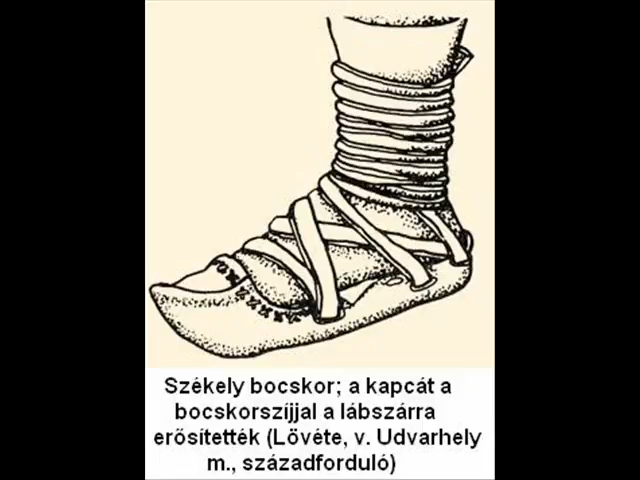 Székely bocskor; a kapcát a
bocskorszíjjal a lábszárra
erősítették (Lövéte, v. Udvarhely
m., századforduló)